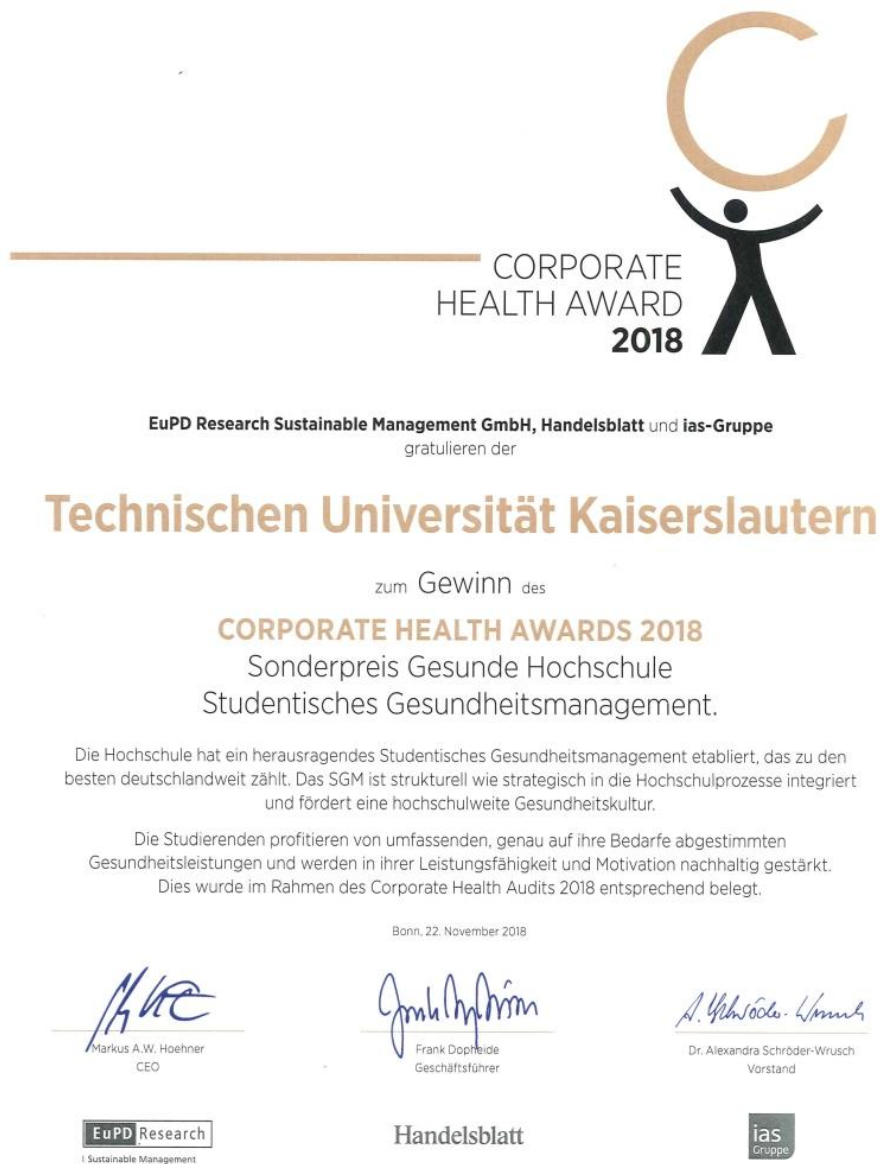 CORPORATE
HEALTH AWARD
2018
EuPD Research Sustainable Management GmbH, Handelsblatt und ias-Gruppe
gratulieren der
Technischen Universität Kaiserslautern
zum Gewinn des
CORPORATE HEALTH AWARDS 2018
Sonderpreis Gesunde Hochschule
Studentisches Gesundheitsmanagement.
Die Hochschule hat ein herausragendes Studentisches Gesundheitsmanagement etabliert, das zu den
besten deutschlandweit zählt. Das SGM ist strukturell wie strategisch in die Hochschulprozesse integriert
und fördert eine hochschulweite Gesundheitskultur.
Die Studierenden profitieren von umfassenden, genau auf ihre Bedarfe abgestimmten
Gesundheitsleistungen und werden in ihrer Leistungsfähigkeit und Motivation nachhaltig gestärkt.
Dies wurde im Rahmen des Corporate Health Audits 2018 entsprechend belegt.
Bonn, 22. November 2018
A. Schröder-Wrusch
Markus A.W. Hoehner
CEO
Frank Dopheide
Geschäftsführer
Dr. Alexandra Schröder-Wrusch
Vorstand
EuPD Research
Sustainable Management
Handelsblatt
ias
Gruppe